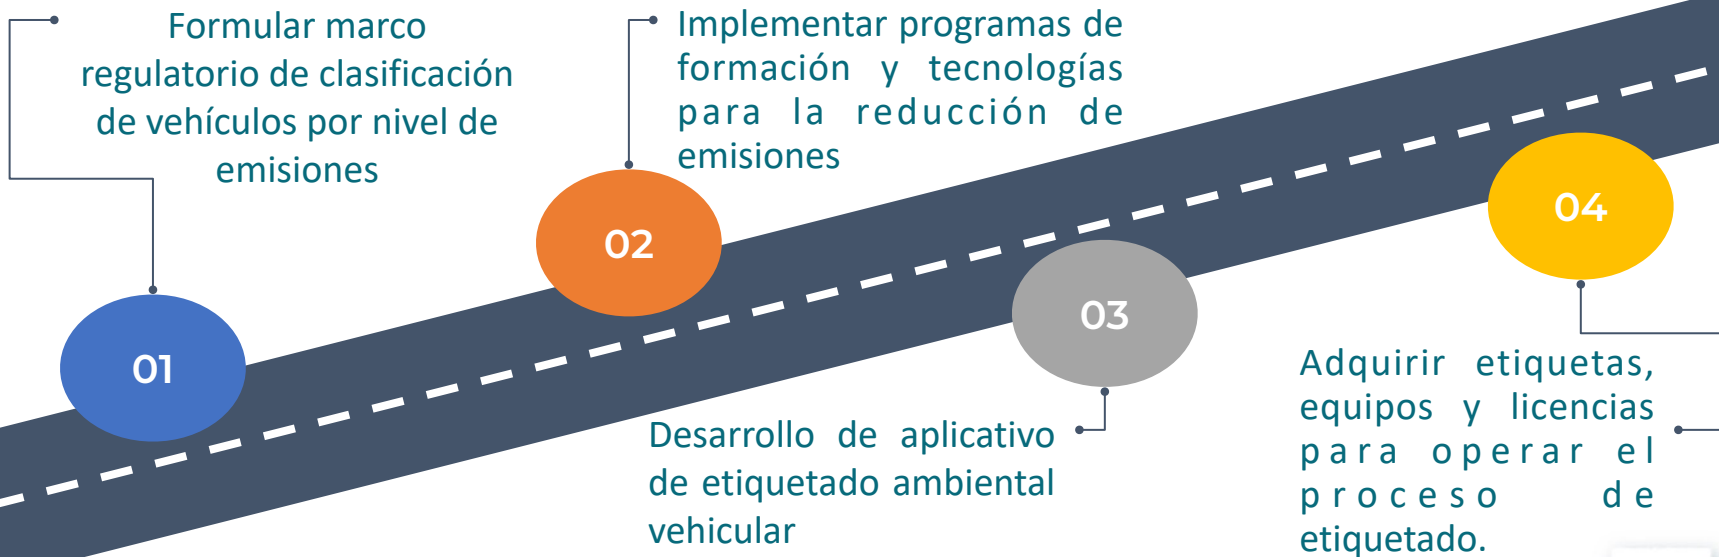 Formular marco
regulatorio de clasificación
de vehículos por nivel de
emisiones
Implementar programas de
formación y tecnologías
para la reducción de
emisiones
01
02
03
04
Desarrollo de aplicativo
de etiquetado ambiental
vehicular
Adquirir etiquetas,
equipos y licencias
para operar el
proceso de
etiquetado.